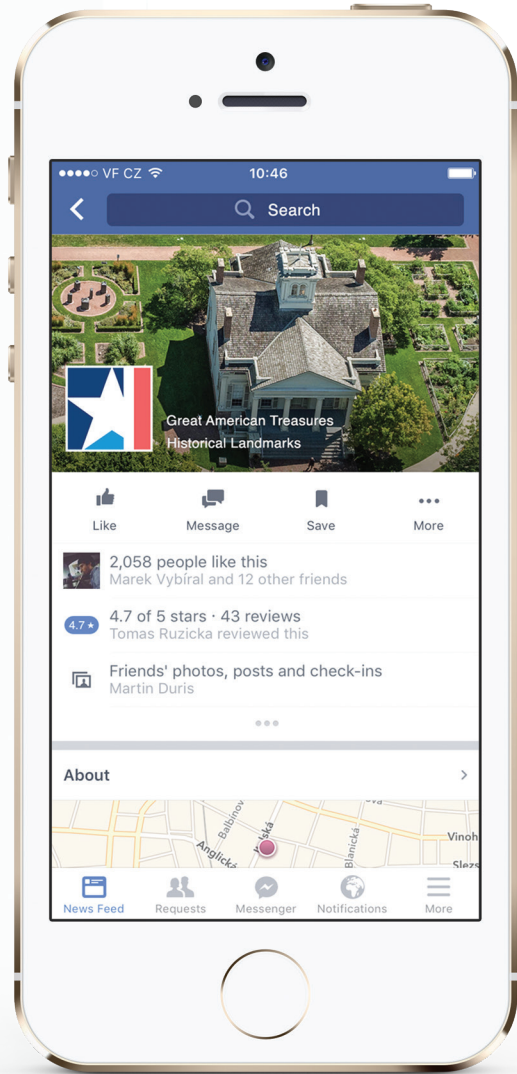 VF CZ 10:46
Search
Great American Treasures
Historical Landmarks
Like Message Save More
2,058 people like this
Marek Vybíral and 12 other friends
4.7 ★ 4.7 of 5 stars · 43 reviews
Tomas Ruzicka reviewed this
Friends' photos, posts and check-ins
Martin Duris
About
Balbínov
Anglická
Blanická
Vinoh
Slezs
News Feed Requests Messenger Notifications More